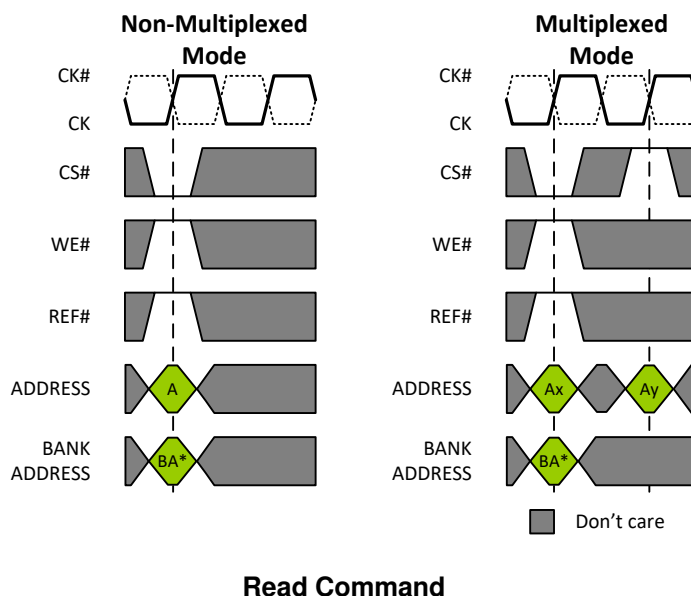 Non-Multiplexed
Mode
CK#
CK
CS#
WE#
REF#
ADDRESS
A
BANK
ADDRESS
BA*
Multiplexed
Mode
CK#
CK
CS#
WE#
REF#
ADDRESS
Ax
Ay
BANK
ADDRESS
BA*
Don't care
Read Command